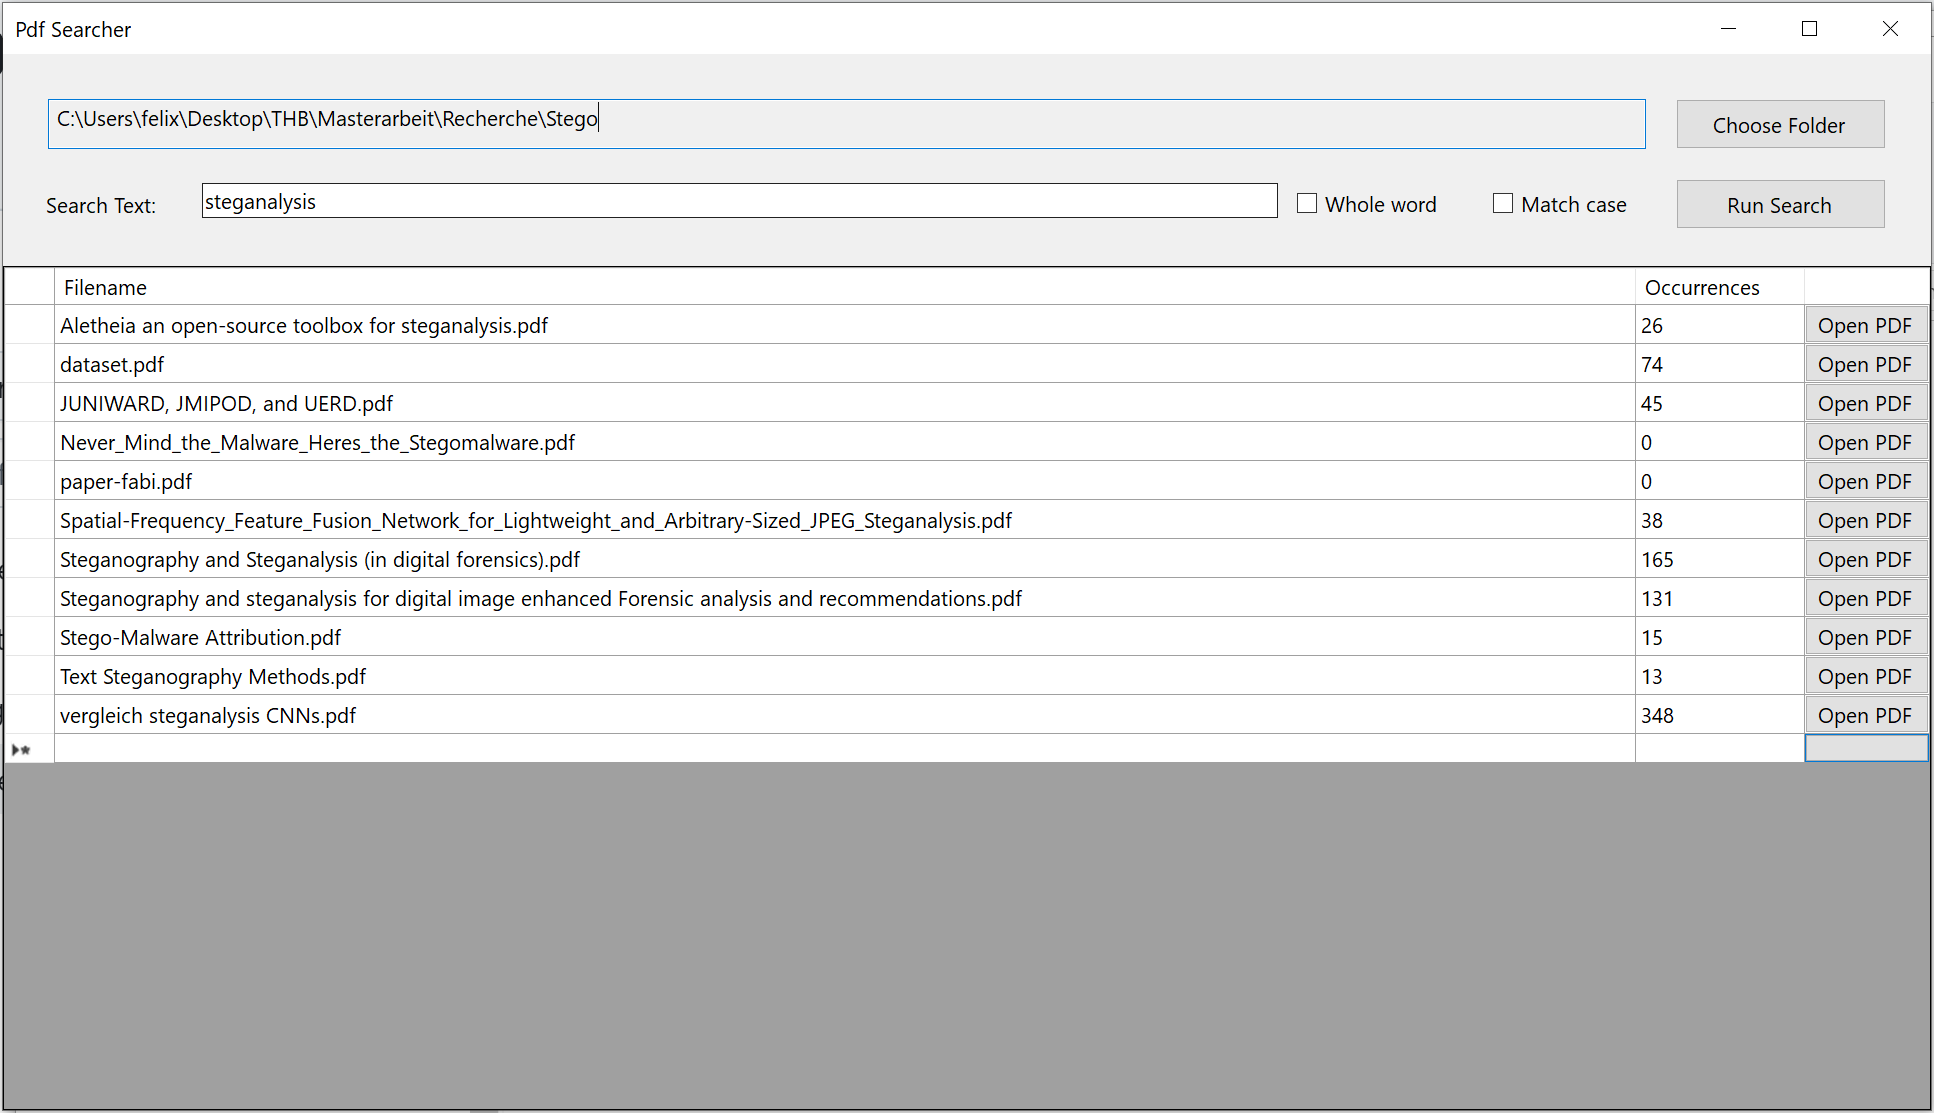 Pdf Searcher
C:\Users\felix\Desktop\THB\Masterarbeit\Recherche\Stego
Choose Folder
Search Text: steganalysis Whole word Match case Run Search
Filename Occurrences
Aletheia an open-source toolbox for steganalysis.pdf 26 Open PDF
dataset.pdf 74 Open PDF
JUNIWARD, JMIPOD, and UERD.pdf 45 Open PDF
Never_Mind_the_Malware_Heres_the_Stegomalware.pdf 0 Open PDF
paper-fabi.pdf 0 Open PDF
Spatial-Frequency_Feature_Fusion_Network_for_Lightweight_and_Arbitrary-Sized_JPEG_Steganalysis.pdf 38 Open PDF
Steganography and Steganalysis (in digital forensics).pdf 165 Open PDF
Steganography and steganalysis for digital image enhanced Forensic analysis and recommendations.pdf 131 Open PDF
Stego-Malware Attribution.pdf 15 Open PDF
Text Steganography Methods.pdf 13 Open PDF
vergleich steganalysis CNNs.pdf 348 Open PDF